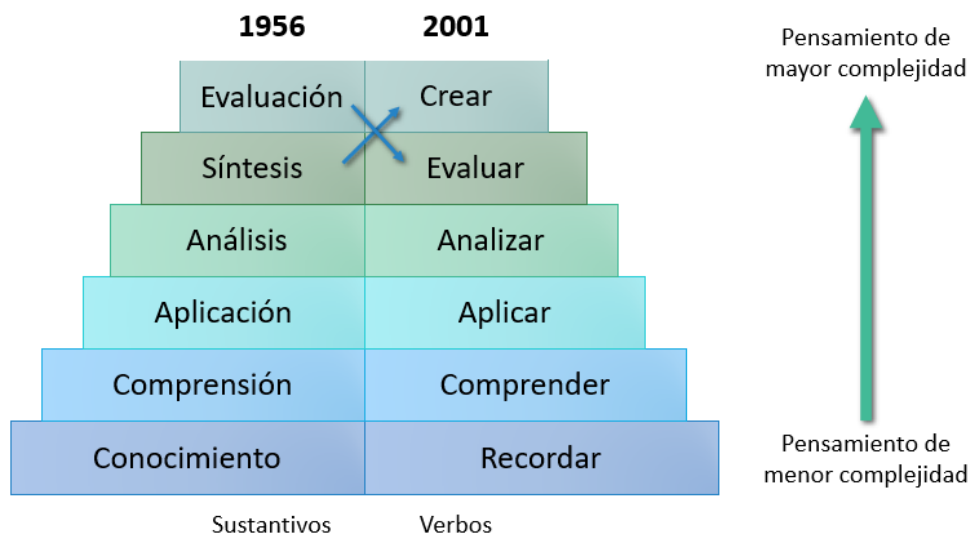 1956 2001
Pensamiento de
mayor complejidad
Evaluación Crear
Síntesis Evaluar
Análisis Analizar
Aplicación Aplicar
Comprensión Comprender
Conocimiento Recordar
Pensamiento de
menor complejidad
Sustantivos Verbos